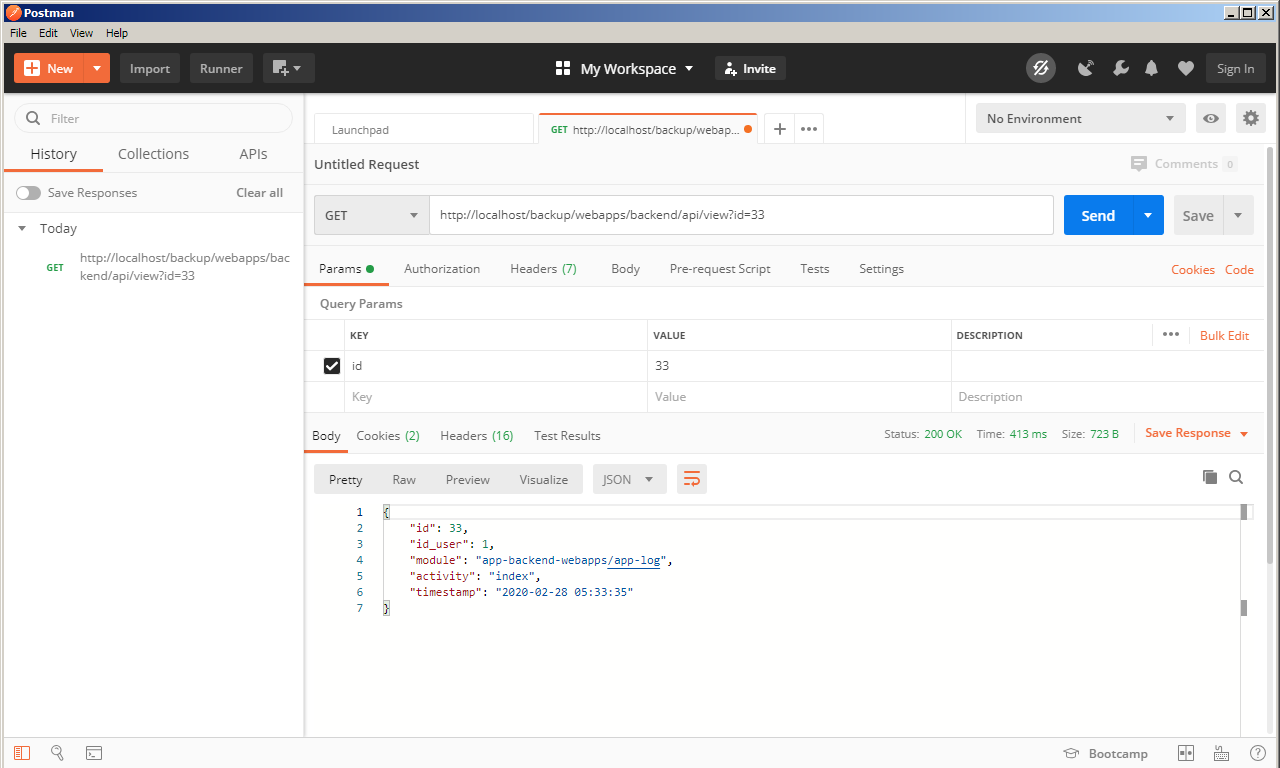 Postman
File Edit View Help
New Import Runner My Workspace Invite Sign In
Filter
History Collections APIs
Save Responses Clear all
Today
GET http://localhost/backup/webapps/bac
kend/api/view?id=33
Launchpad GET http://localhost/backup/webap... No Environment
Untitled Request Comments 0
GET http://localhost/backup/webapps/backend/api/view?id=33 Send Save
Params Authorization Headers (7) Body Pre-request Script Tests Settings Cookies Code
Query Params
KEY VALUE DESCRIPTION Bulk Edit
id 33
Key Value Description
Body Cookies (2) Headers (16) Test Results Status: 200 OK Time: 413 ms Size: 723 B Save Response
Pretty Raw Preview Visualize JSON
1 {
2 "id": 33,
3 "id_user": 1,
4 "module": "app-backend-webapps/app-log",
5 "activity": "index",
6 "timestamp": "2020-02-28 05:33:35"
7 }
Bootcamp